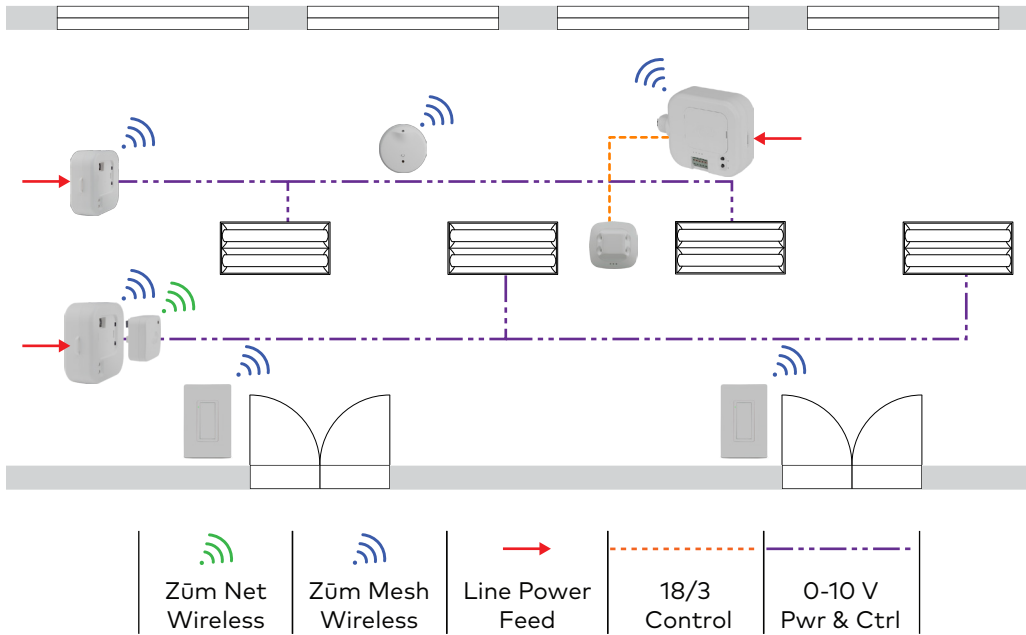 Zūm Net
Wireless
Zūm Mesh
Wireless
Line Power
Feed
18/3
Control
0-10 V
Pwr & Ctrl